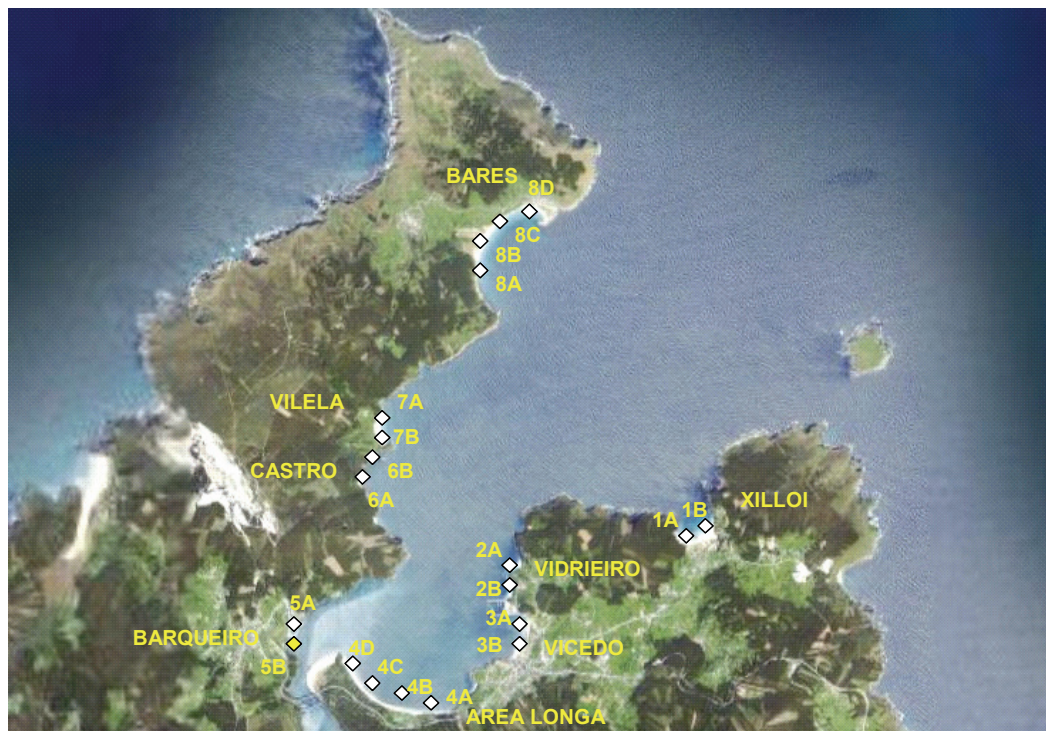 BARES
8D
8C
8B
8A
VILELA
7A
7B
CASTRO
6B
6A
XILLOI
1B
1A
2A
VIDRIEIRO
2B
5A
3A
BARQUEIRO
3B
VICEDO
4D
5B
4C
4B
4A
AREA LONGA